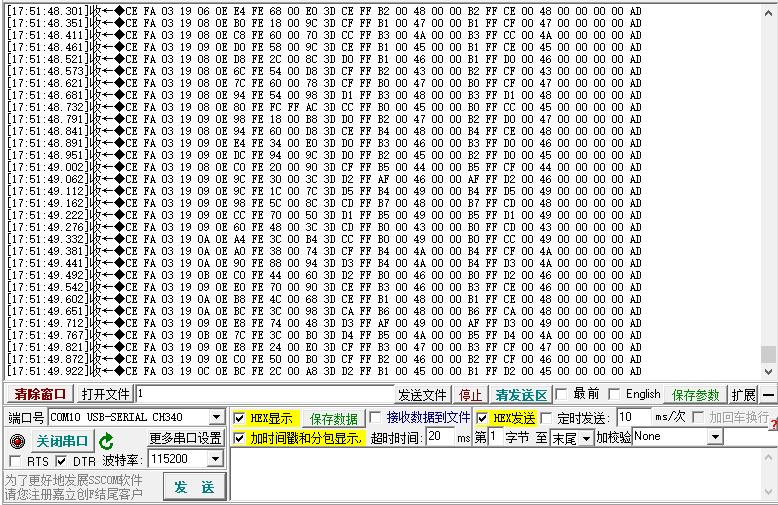 [17:51:48.301]收←◆CE FA 03 19 06 0E E4 FE 68 00 E0 3D CE FF B2 00 48 00 00 B2 FF CE 00 48 00 00 00 00 AD
[17:51:48.351]收←◆CE FA 03 19 08 0E B0 FE 18 00 9C 3D CF FF B1 00 47 00 00 B1 FF CF 00 47 00 00 00 00 AD
[17:51:48.411]收←◆CE FA 03 19 08 0E C8 FE 60 00 70 3D CC FF B3 00 4A 00 00 B3 FF CC 00 4A 00 00 00 00 AD
[17:51:48.461]收←◆CE FA 03 19 09 0E D0 FE 58 00 9C 3D CE FF B1 00 45 00 00 B1 FF CE 00 45 00 00 00 00 AD
[17:51:48.521]收←◆CE FA 03 19 08 0E D8 FE 2C 00 8C 3D D0 FF B1 00 46 00 00 B1 FF D0 00 46 00 00 00 00 AD
[17:51:48.573]收←◆CE FA 03 19 08 0E 6C FE 54 00 D8 3D CF FF B2 00 43 00 00 B2 FF CF 00 43 00 00 00 00 AD
[17:51:48.621]收←◆CE FA 03 19 08 0E 7C FE 60 00 78 3D CF FF B0 00 47 00 00 B0 FF CF 00 47 00 00 00 00 AD
[17:51:48.681]收←◆CE FA 03 19 08 0E 94 FE 54 00 98 3D D1 FF B3 00 48 00 00 B3 FF D1 00 48 00 00 00 00 AD
[17:51:48.732]收←◆CE FA 03 19 08 0E 80 FE FC FF AC 3D CC FF B0 00 45 00 00 B0 FF CC 00 45 00 00 00 00 AD
[17:51:48.791]收←◆CE FA 03 19 09 0E 98 FE 18 00 B8 3D D0 FF B2 00 47 00 00 B2 FF D0 00 47 00 00 00 00 AD
[17:51:48.841]收←◆CE FA 03 19 08 0E 94 FE 60 00 D8 3D CE FF B4 00 48 00 00 B4 FF CE 00 48 00 00 00 00 AD
[17:51:48.891]收←◆CE FA 03 19 09 0E E4 FE 34 00 E0 3D D0 FF B3 00 46 00 00 B3 FF D0 00 46 00 00 00 00 AD
[17:51:48.951]收←◆CE FA 03 19 09 0E DC FE 94 00 9C 3D D0 FF B2 00 45 00 00 B2 FF D0 00 45 00 00 00 00 AD
[17:51:49.002]收←◆CE FA 03 19 08 0E C0 FE 20 00 90 3D CF FF B5 00 44 00 00 B5 FF CF 00 44 00 00 00 00 AD
[17:51:49.062]收←◆CE FA 03 19 09 0E 9C FE 30 00 3C 3D D2 FF AF 00 46 00 00 AF FF D2 00 46 00 00 00 00 AD
[17:51:49.112]收←◆CE FA 03 19 09 0E 9C FE 1C 00 7C 3D D5 FF B4 00 49 00 00 B4 FF D5 00 49 00 00 00 00 AD
[17:51:49.162]收←◆CE FA 03 19 09 0E 98 FE 5C 00 8C 3D CD FF B7 00 48 00 00 B7 FF CD 00 48 00 00 00 00 AD
[17:51:49.222]收←◆CE FA 03 19 09 0E CC FE 70 00 50 3D D1 FF B5 00 49 00 00 B5 FF D1 00 49 00 00 00 00 AD
[17:51:49.276]收←◆CE FA 03 19 09 0E 60 FE 48 00 3C 3D CD FF B0 00 43 00 00 B0 FF CD 00 43 00 00 00 00 AD
[17:51:49.332]收←◆CE FA 03 19 0A 0E A4 FE 3C 00 B4 3D CC FF B0 00 49 00 00 B0 FF CC 00 49 00 00 00 00 AD
[17:51:49.381]收←◆CE FA 03 19 0A 0E A0 FE 38 00 74 3D CF FF B4 00 4A 00 00 B4 FF CF 00 4A 00 00 00 00 AD
[17:51:49.441]收←◆CE FA 03 19 0A 0E 90 FE 88 00 94 3D D3 FF B4 00 4A 00 00 B4 FF D3 00 4A 00 00 00 00 AD
[17:51:49.492]收←◆CE FA 03 19 0B 0E C0 FE 44 00 60 3D D2 FF B0 00 46 00 00 B0 FF D2 00 46 00 00 00 00 AD
[17:51:49.542]收←◆CE FA 03 19 09 0E E0 FE 70 00 90 3D CE FF B3 00 46 00 00 B3 FF CE 00 46 00 00 00 00 AD
[17:51:49.602]收←◆CE FA 03 19 0A 0E B8 FE 4C 00 68 3D CE FF B1 00 48 00 00 B1 FF CE 00 48 00 00 00 00 AD
[17:51:49.651]收←◆CE FA 03 19 0A 0E BC FE 3C 00 98 3D CA FF B6 00 48 00 00 B6 FF CA 00 48 00 00 00 00 AD
[17:51:49.712]收←◆CE FA 03 19 09 0E E8 FE 74 00 48 3D D3 FF AF 00 49 00 00 AF FF D3 00 49 00 00 00 00 AD
[17:51:49.767]收←◆CE FA 03 19 0B 0E 7C FE 3C 00 B0 3D D4 FF B5 00 4A 00 00 B5 FF D4 00 4A 00 00 00 00 AD
[17:51:49.821]收←◆CE FA 03 19 09 0E E8 FE 24 00 E0 3D CF FF B3 00 47 00 00 B3 FF CF 00 47 00 00 00 00 AD
[17:51:49.872]收←◆CE FA 03 19 09 0E C0 FE 50 00 B0 3D CF FF B2 00 46 00 00 B2 FF CF 00 46 00 00 00 00 AD
[17:51:49.922]收←◆CE FA 03 19 0C 0E BC FE 2C 00 A8 3D D2 FF B2 00 45 00 00 B2 FF D2 00 45 00 00 00 00 AD
清除窗口 打开文件 1 发送文件 停止 清发送区 最前 English 保存参数 扩展 —
端口号 COM10 USB-SERIAL CH340 HEX显示 保存数据 接收数据到文件 HEX发送 定时发送: 10 ms/次 加回车换行
关闭串口 更多串口设置 加时间戳和分包显示, 超时时间: 20 ms 第 1 字节 至 末尾 加校验 None ?
RTS DTR 波特率: 115200
为了更好地发展SSCOM软件
请您注册嘉立创F结尾客户
发 送